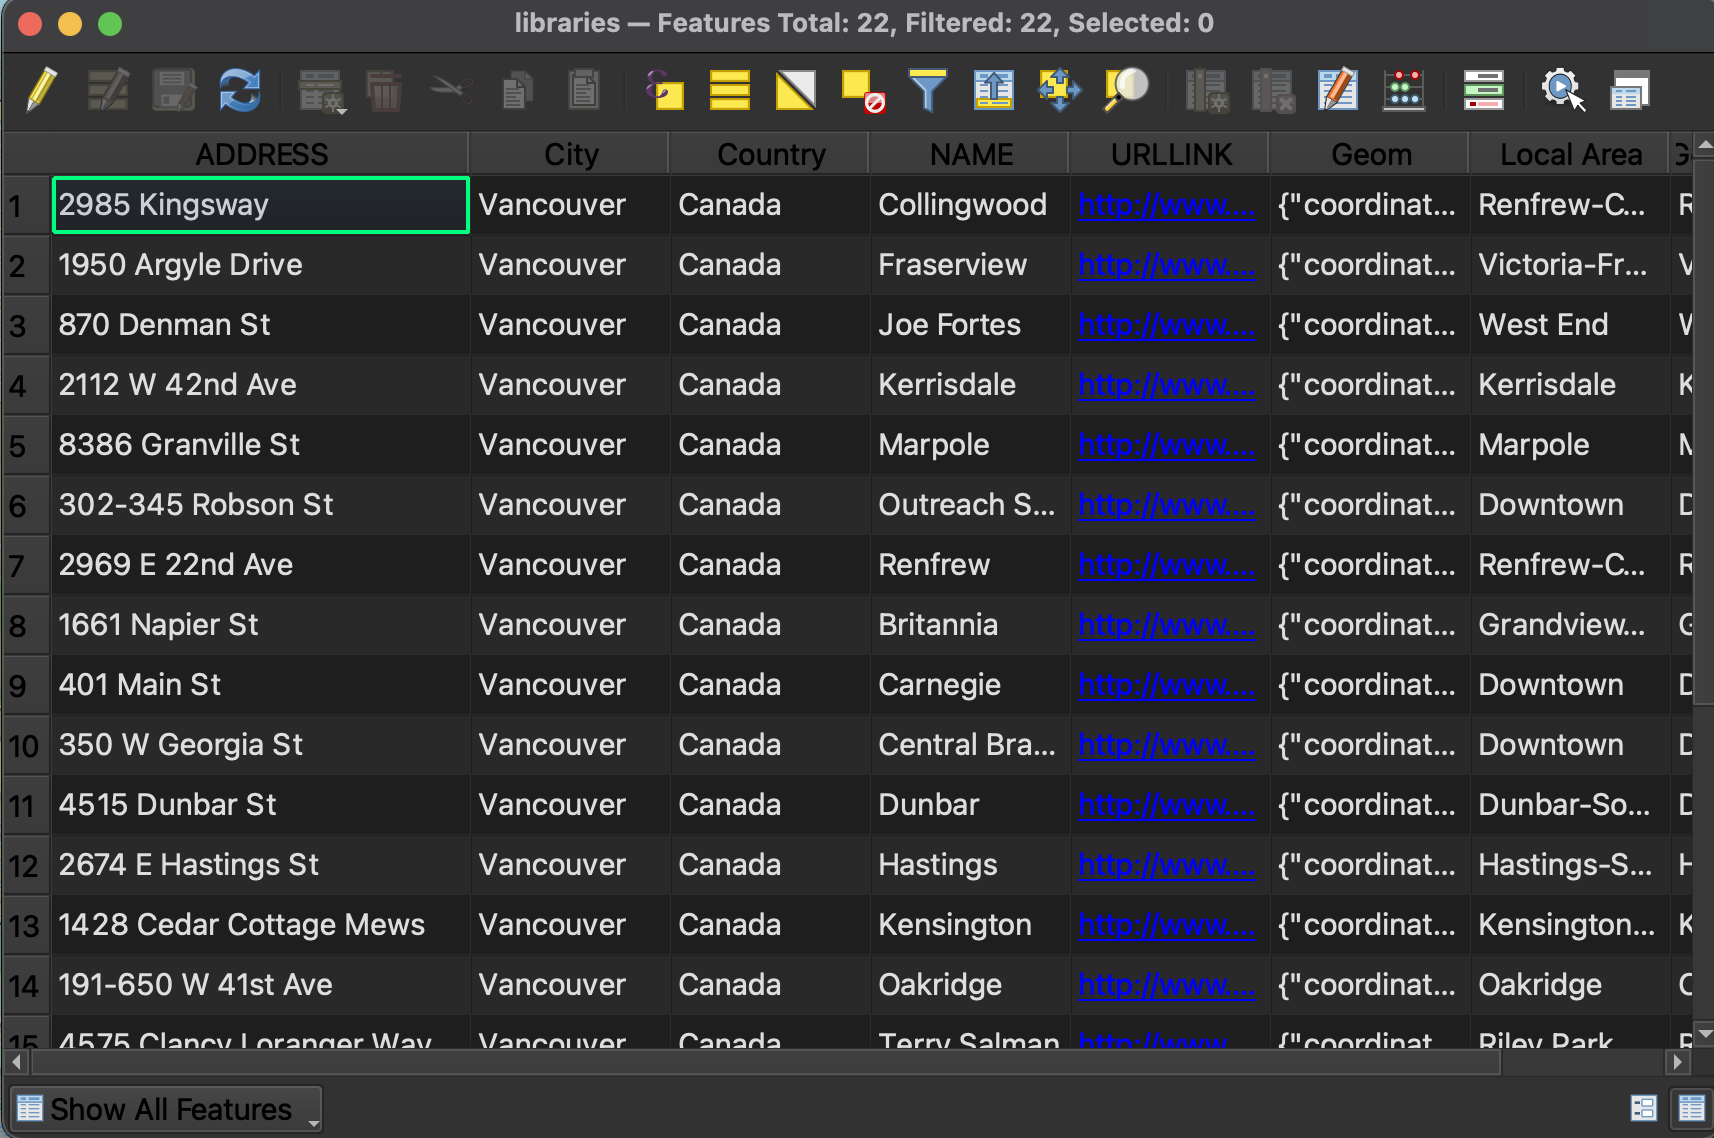 libraries — Features Total: 22, Filtered: 22, Selected: 0
ADDRESS City Country NAME URLLINK Geom Local Area
1 2985 Kingsway Vancouver Canada Collingwood http://www.... {"coordinat... Renfrew-C... R
2 1950 Argyle Drive Vancouver Canada Fraserview http://www.... {"coordinat... Victoria-Fr... V
3 870 Denman St Vancouver Canada Joe Fortes http://www.... {"coordinat... West End W
4 2112 W 42nd Ave Vancouver Canada Kerrisdale http://www.... {"coordinat... Kerrisdale K
5 8386 Granville St Vancouver Canada Marpole http://www.... {"coordinat... Marpole M
6 302-345 Robson St Vancouver Canada Outreach S... http://www.... {"coordinat... Downtown D
7 2969 E 22nd Ave Vancouver Canada Renfrew http://www.... {"coordinat... Renfrew-C... R
8 1661 Napier St Vancouver Canada Britannia http://www.... {"coordinat... Grandview... G
9 401 Main St Vancouver Canada Carnegie http://www.... {"coordinat... Downtown D
10 350 W Georgia St Vancouver Canada Central Bra... http://www.... {"coordinat... Downtown D
11 4515 Dunbar St Vancouver Canada Dunbar http://www.... {"coordinat... Dunbar-So... D
12 2674 E Hastings St Vancouver Canada Hastings http://www.... {"coordinat... Hastings-S... H
13 1428 Cedar Cottage Mews Vancouver Canada Kensington http://www.... {"coordinat... Kensington... K
14 191-650 W 41st Ave Vancouver Canada Oakridge http://www.... {"coordinat... Oakridge O
15 4575 Clancy Loranger Way Vancouver Canada Terry Salman http://www.... {"coordinat... Riley Park R
Show All Features